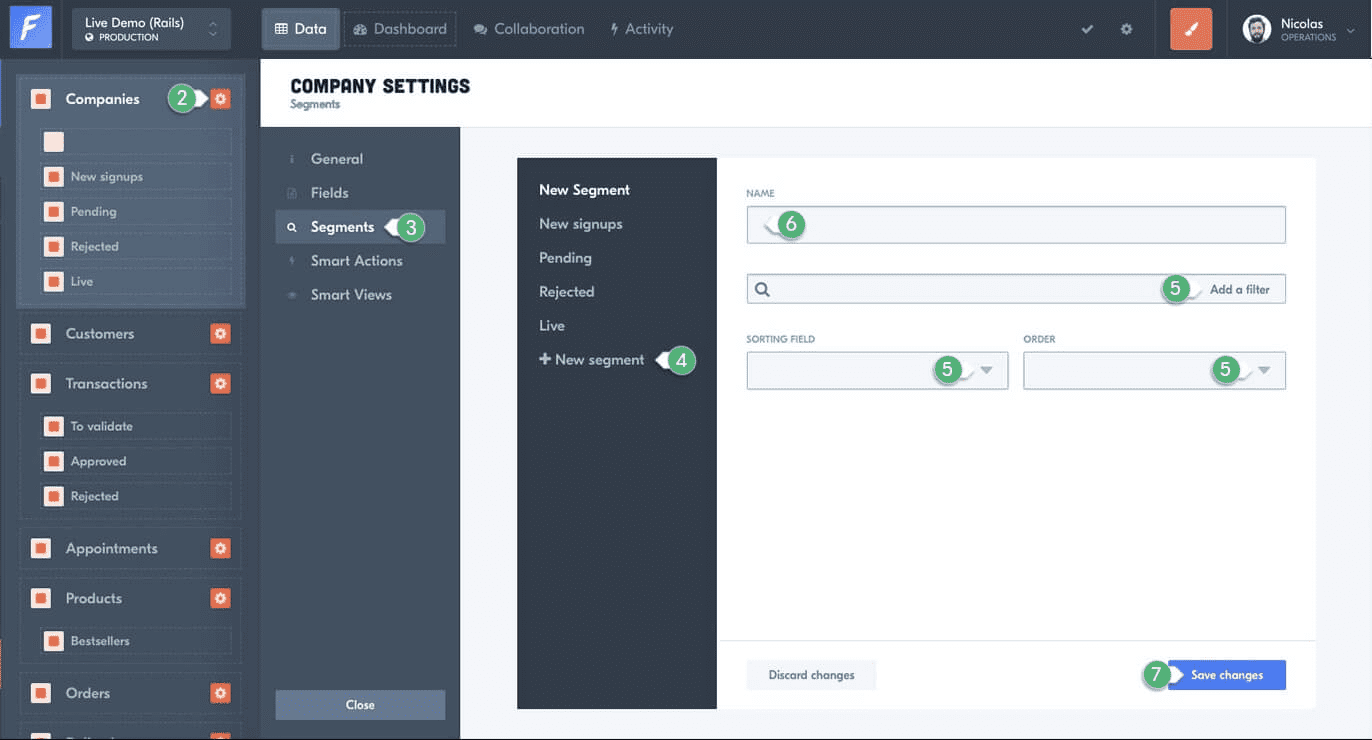 Live Demo (Rails)
PRODUCTION
Data
Dashboard
Collaboration
Activity
Nicolas
OPERATIONS
Companies
2
New signups
Pending
Rejected
Live
Customers
Transactions
To validate
Approved
Rejected
Appointments
Products
Bestsellers
Orders
COMPANY SETTINGS
Segments
General
Fields
Segments
3
Smart Actions
Smart Views
Close
New Segment
New signups
Pending
Rejected
Live
+ New segment
4
NAME
6
5
Add a filter
SORTING FIELD
ORDER
5
5
Discard changes
7
Save changes